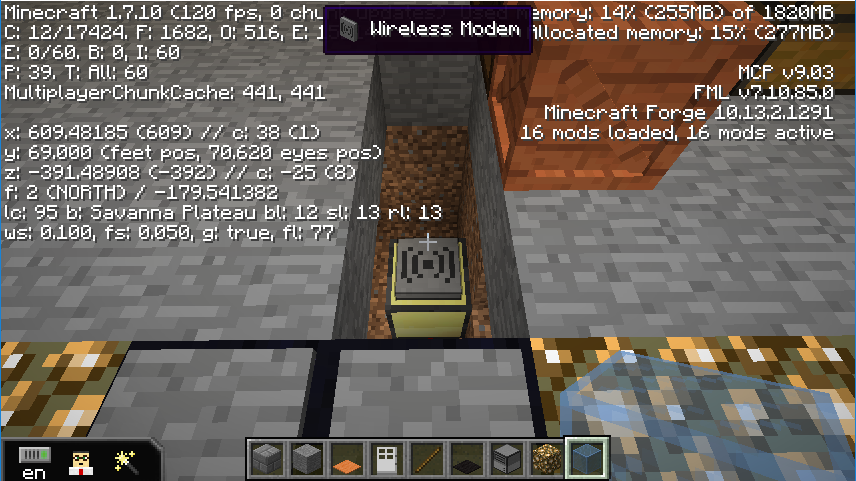 Minecraft 1.7.10 (120 fps, 0 chu
memory: 14% (255MB) of 1820MB
C: 12/17424. F: 1682, O: 516, E: 1
Wireless Modem
Allocated memory: 15% (277MB)
E: 0/60. B: 0, I: 60
P: 39. T: All: 60
MCP v9.03
MultiplayerChunkCache: 441, 441
FML v7.10.85.0
Minecraft Forge 10.13.2.1291
x: 609.48185 (609) // c: 38 (1)
16 mods loaded, 16 mods active
y: 69.000 (feet pos, 70.620 eyes pos)
z: -391.48908 (-392) // c: -25 (8)
f: 2 (NORTH) / -179.541382
lc: 95 b: Savanna Plateau bl: 12 sl: 13 rl: 13
ws: 0.100, fs: 0.050, g: true, fl: 77
en